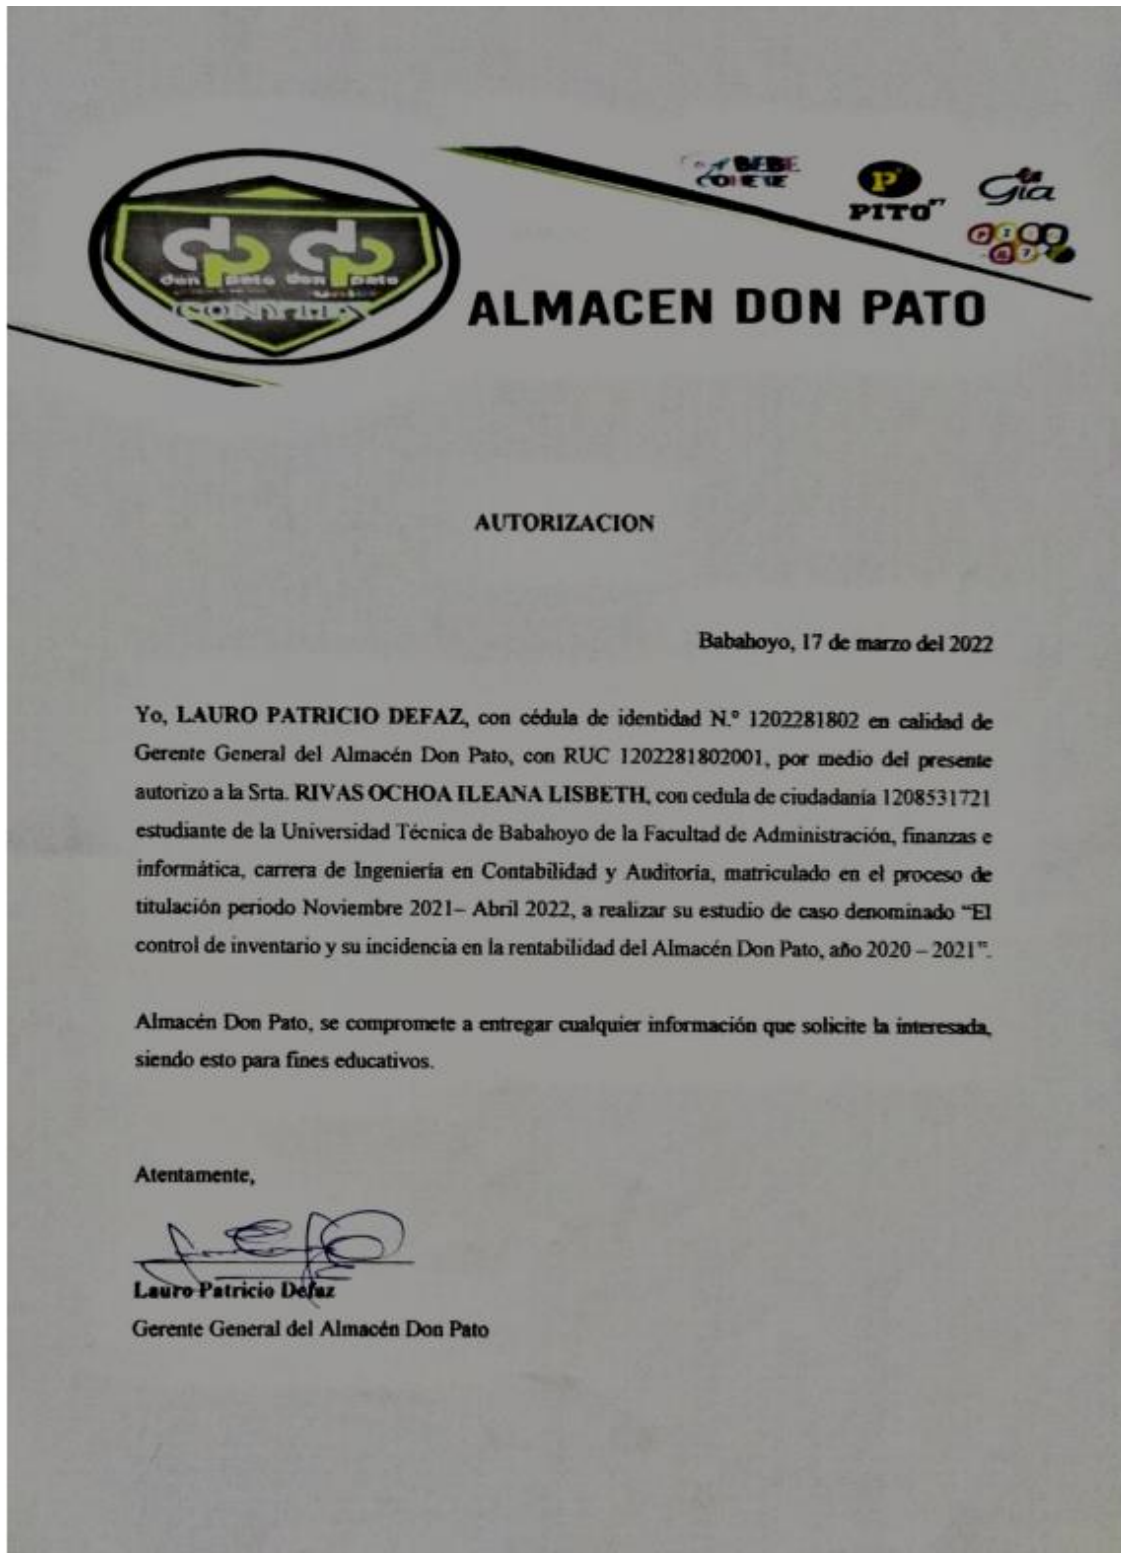 BEBE
P
PITO
la
Gia
dp dp
don pato don pato
ALMACEN DON PATO
AUTORIZACION
Babahoyo, 17 de marzo del 2022
Yo, LAURO PATRICIO DEFAZ, con cédula de identidad N.º 1202281802 en calidad de
Gerente General del Almacén Don Pato, con RUC 1202281802001, por medio del presente
autorizo a la Srta. RIVAS OCHOA ILEANA LISBETH, con cedula de ciudadanía 1208531721
estudiante de la Universidad Técnica de Babahoyo de la Facultad de Administración, finanzas e
informática, carrera de Ingeniería en Contabilidad y Auditoría, matriculado en el proceso de
titulación periodo Noviembre 2021– Abril 2022, a realizar su estudio de caso denominado “El
control de inventario y su incidencia en la rentabilidad del Almacén Don Pato, año 2020 – 2021”.
Almacén Don Pato, se compromete a entregar cualquier información que solicite la interesada,
siendo esto para fines educativos.
Atentamente,
Lauro Patricio Defaz
Gerente General del Almacén Don Pato